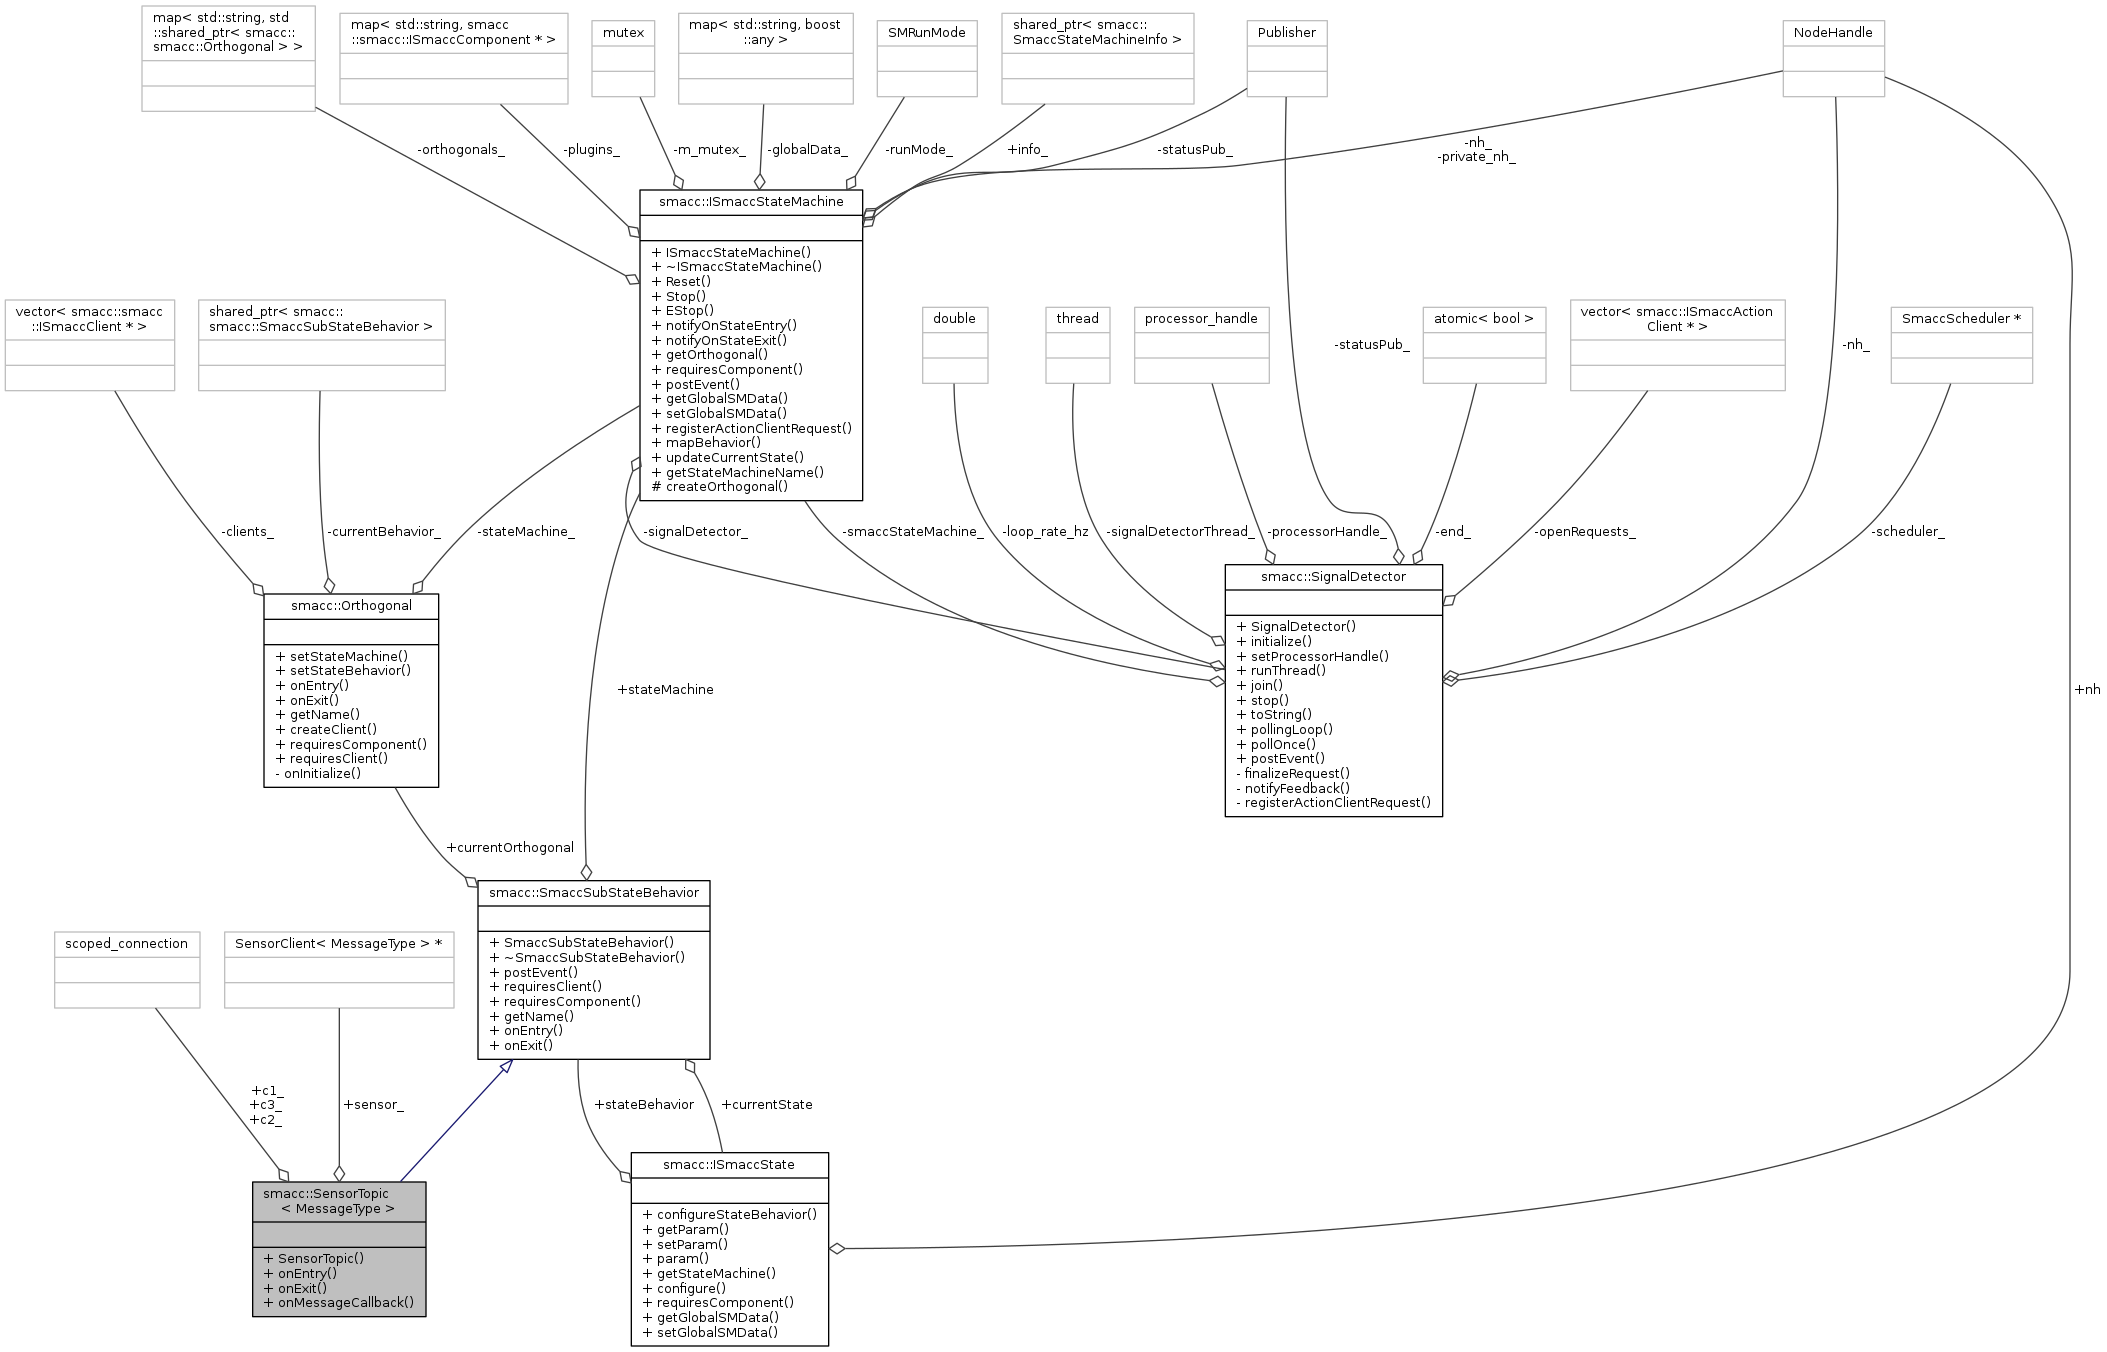 map< std::string, std
::shared_ptr< smacc::
smacc::Orthogonal > >
map< std::string, smacc
::smacc::ISmaccComponent * >
mutex
map< std::string, boost
::any >
SMRunMode
shared_ptr< smacc::
SmaccStateMachineInfo >
Publisher
NodeHandle
-orthogonals_
-plugins_
-m_mutex_
-globalData_
-runMode_
+info_
-statusPub_
-nh_
-private_nh_
smacc::ISmaccStateMachine
+ ISmaccStateMachine()
+ ~ISmaccStateMachine()
+ Reset()
+ Stop()
+ EStop()
+ notifyOnStateEntry()
+ notifyOnStateExit()
+ getOrthogonal()
+ requiresComponent()
+ postEvent()
+ getGlobalSMData()
+ setGlobalSMData()
+ registerActionClientRequest()
+ mapBehavior()
+ updateCurrentState()
+ getStateMachineName()
# createOrthogonal()
vector< smacc::smacc
::ISmaccClient * >
shared_ptr< smacc::
smacc::SmaccSubStateBehavior >
double
thread
processor_handle
-statusPub_
atomic< bool >
vector< smacc::ISmaccAction
Client * >
-nh_
SmaccScheduler *
-clients_
-currentBehavior_
-stateMachine_
-signalDetector_
-smaccStateMachine_
-loop_rate_hz
-signalDetectorThread_
-processorHandle_
-end_
-openRequests_
-scheduler_
smacc::Orthogonal
+ setStateMachine()
+ setStateBehavior()
+ onEntry()
+ onExit()
+ getName()
+ createClient()
+ requiresComponent()
+ requiresClient()
- onInitialize()
smacc::SignalDetector
+ SignalDetector()
+ initialize()
+ setProcessorHandle()
+ runThread()
+ join()
+ stop()
+ toString()
+ pollingLoop()
+ pollOnce()
+ postEvent()
- finalizeRequest()
- notifyFeedback()
- registerActionClientRequest()
+stateMachine
+nh
+currentOrthogonal
smacc::SmaccSubStateBehavior
+ SmaccSubStateBehavior()
+ ~SmaccSubStateBehavior()
+ postEvent()
+ requiresClient()
+ requiresComponent()
+ getName()
+ onEntry()
+ onExit()
scoped_connection
SensorClient< MessageType > *
+c1_
+c3_
+c2_
+sensor_
+stateBehavior
+currentState
smacc::SensorTopic
< MessageType >
+ SensorTopic()
+ onEntry()
+ onExit()
+ onMessageCallback()
smacc::ISmaccState
+ configureStateBehavior()
+ getParam()
+ setParam()
+ param()
+ getStateMachine()
+ configure()
+ requiresComponent()
+ getGlobalSMData()
+ setGlobalSMData()